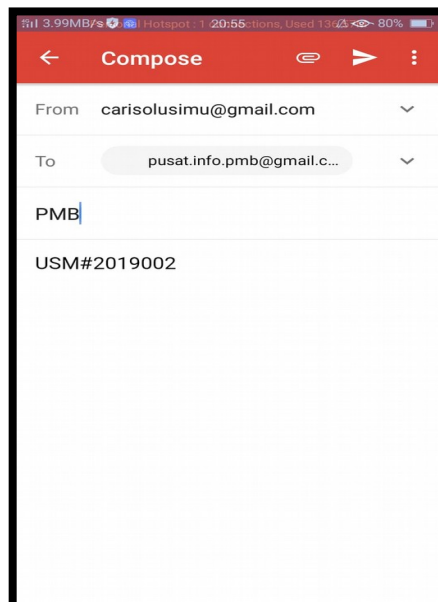 3.99MB/s 20:55 80%
Compose
From carisolusimu@gmail.com
To pusat.info.pmb@gmail.c...
PMB
USM#2019002